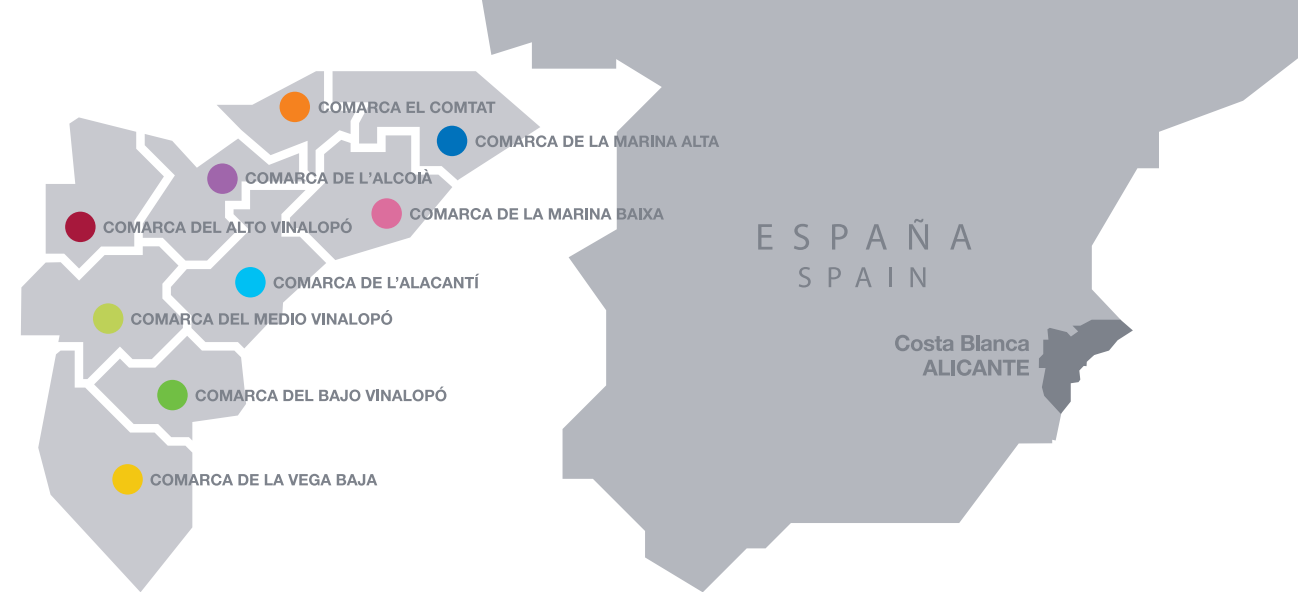 COMARCA EL COMTAT
COMARCA DE LA MARINA ALTA
COMARCA DE L'ALCOIÀ
COMARCA DE LA MARINA BAIXA
COMARCA DEL ALTO VINALOPÓ
COMARCA DE L'ALACANTÍ
COMARCA DEL MEDIO VINALOPÓ
COMARCA DEL BAJO VINALOPÓ
COMARCA DE LA VEGA BAJA
ESPAÑA
SPAIN
Costa Blanca
ALICANTE